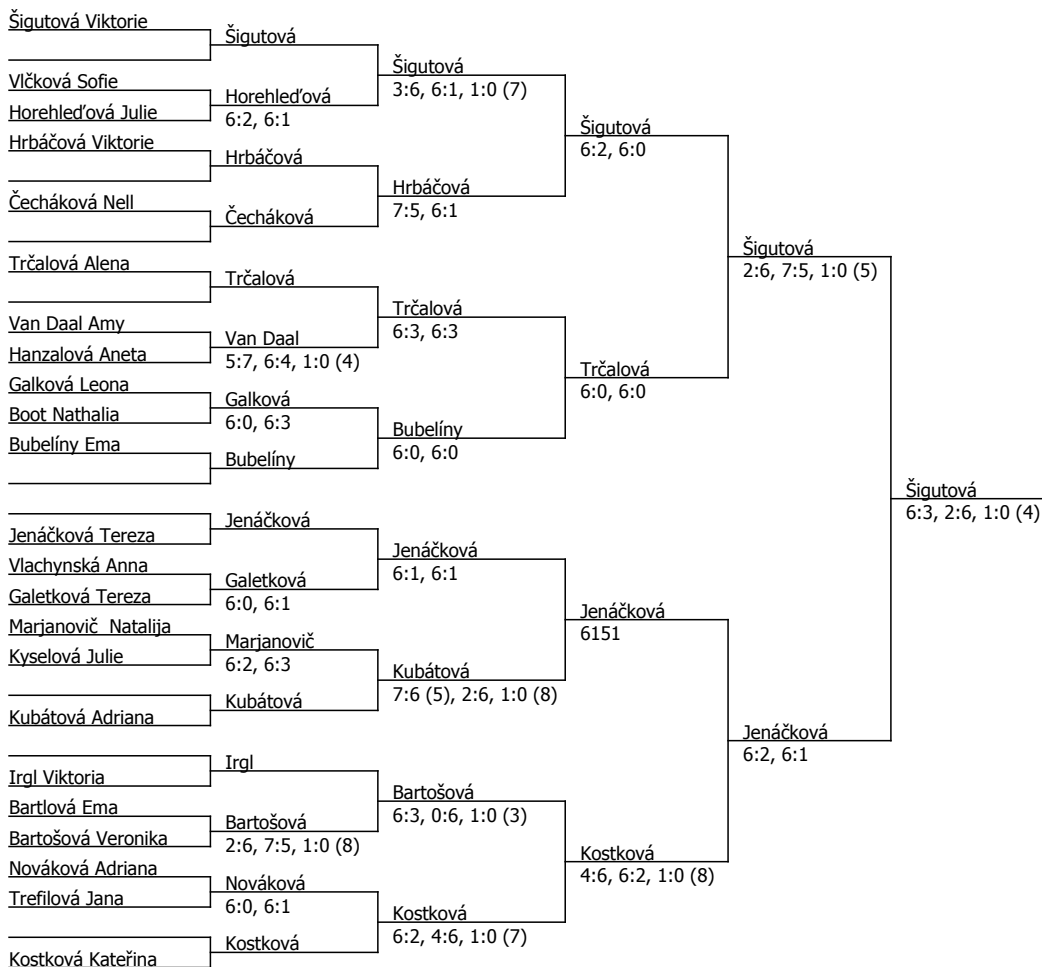 Šigutová Viktorie
Šigutová
Šigutová
3:6, 6:1, 1:0 (7)
Vlčková Sofie
Horehleďová
6:2, 6:1
Horehleďová Julie
Šigutová
6:2, 6:0
Hrbáčová Viktorie
Hrbáčová
Hrbáčová
7:5, 6:1
Čecháková Nell
Čecháková
Šigutová
2:6, 7:5, 1:0 (5)
Trčalová Alena
Trčalová
Trčalová
6:3, 6:3
Van Daal Amy
Van Daal
5:7, 6:4, 1:0 (4)
Hanzalová Aneta
Trčalová
6:0, 6:0
Galková Leona
Galková
6:0, 6:3
Boot Nathalia
Bubelíny
6:0, 6:0
Bubelíny Ema
Bubelíny
Šigutová
6:3, 2:6, 1:0 (4)
Jenáčková
Jenáčková Tereza
Jenáčková
6:1, 6:1
Vlachynská Anna
Galetková
6:0, 6:1
Galetková Tereza
Jenáčková
6151
Marjanovič  Natalija
Marjanovič
6:2, 6:3
Kyselová Julie
Kubátová
7:6 (5), 2:6, 1:0 (8)
Kubátová
Kubátová Adriana
Jenáčková
6:2, 6:1
Irgl
Irgl Viktoria
Bartošová
6:3, 0:6, 1:0 (3)
Bartlová Ema
Bartošová
2:6, 7:5, 1:0 (8)
Bartošová Veronika
Kostková
4:6, 6:2, 1:0 (8)
Nováková Adriana
Nováková
6:0, 6:1
Trefilová Jana
Kostková
6:2, 4:6, 1:0 (7)
Kostková
Kostková Kateřina